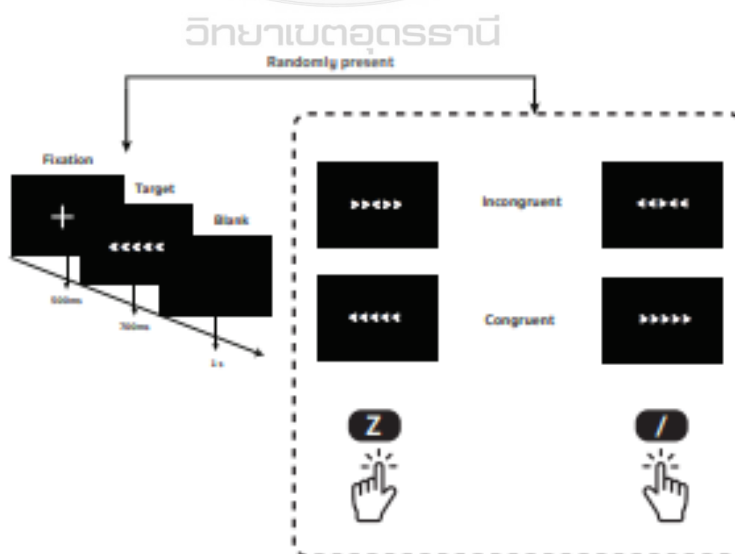 วิทยาเขตอุดรธานี
Randomly present
Fixation
Target
Blank
500ms
700ms
1 s
Incongruent
Congruent
Z
/